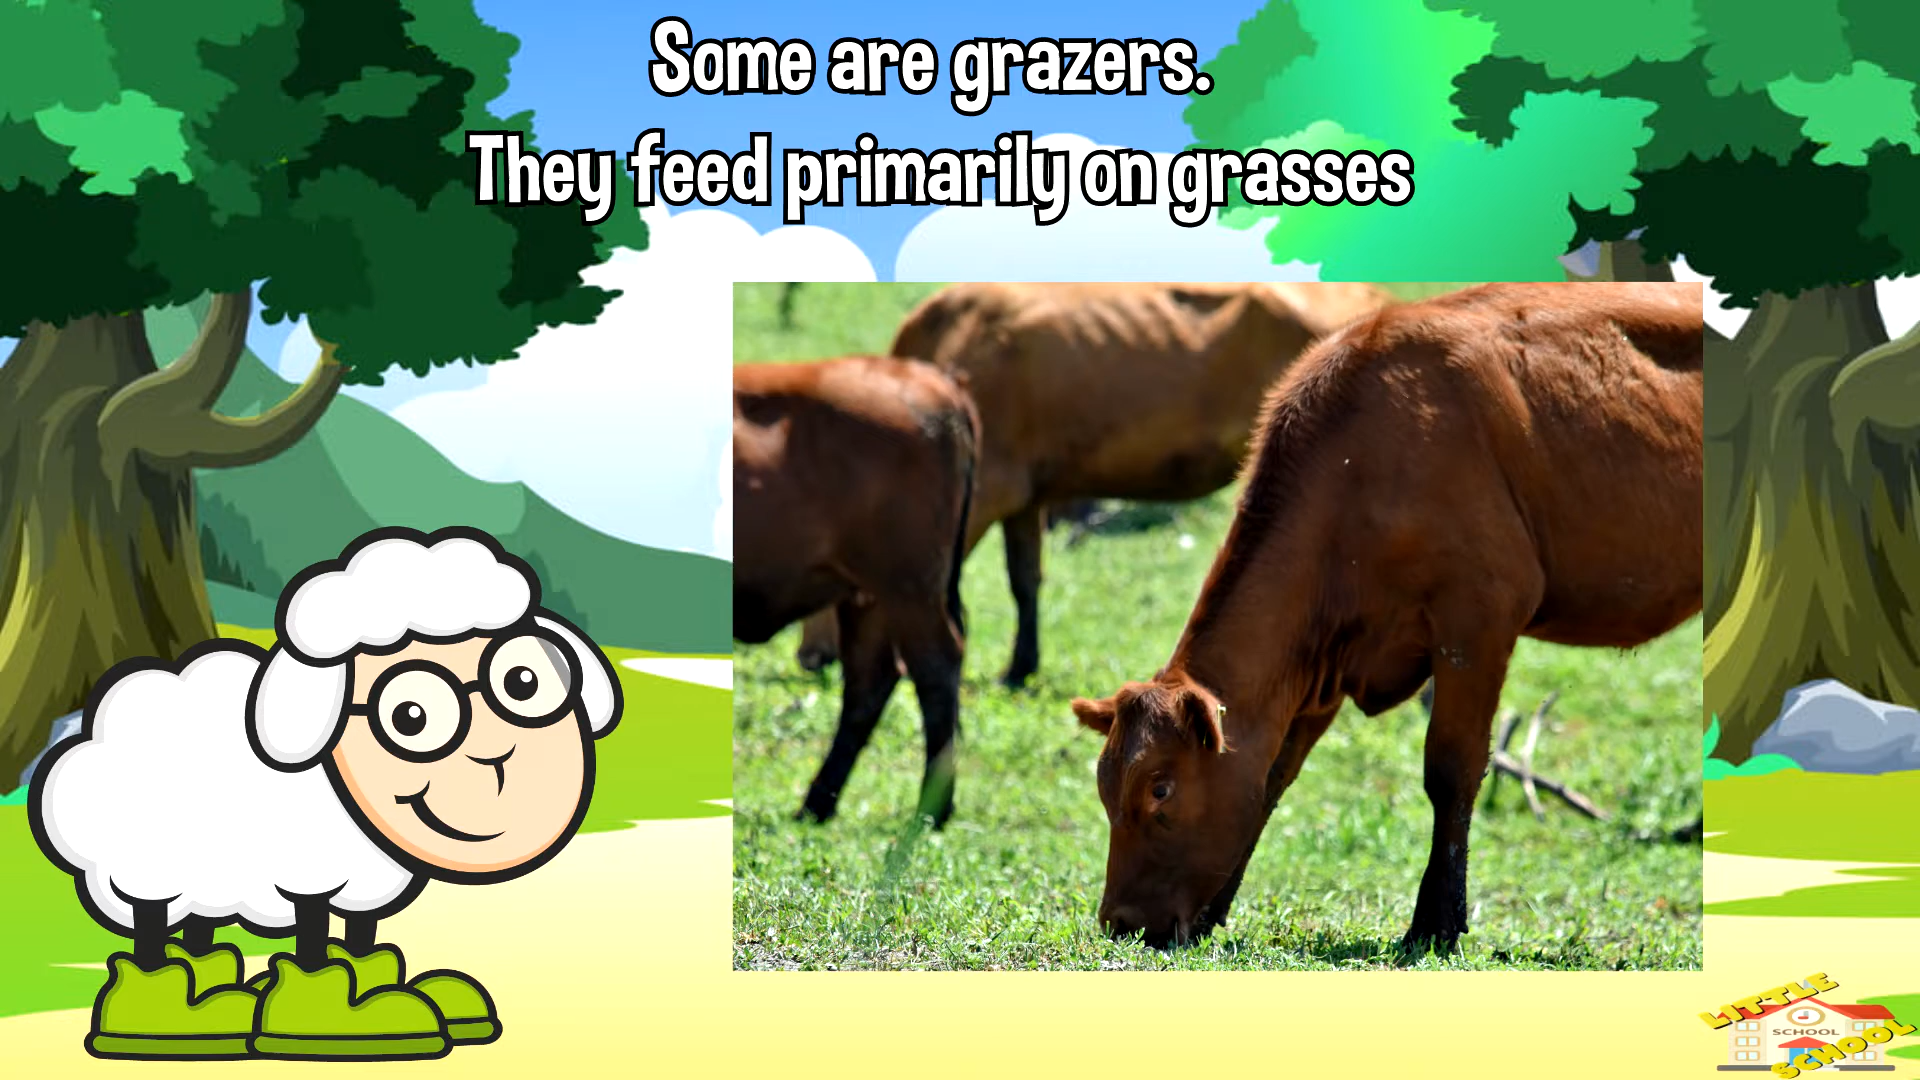 Some are grazers.
They feed primarily on grasses
LITTLE
SCHOOL
SCHOOL